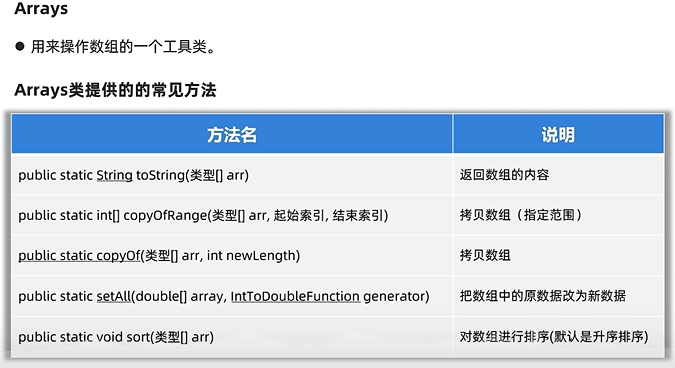 Arrays
● 用来操作数组的一个工具类。
Arrays类提供的的常见方法
方法名 说明
public static String toString(类型[] arr) 返回数组的内容
public static int[] copyOfRange(类型[] arr, 起始索引, 结束索引) 拷贝数组（指定范围）
public static copyOf(类型[] arr, int newLength) 拷贝数组
public static setAll(double[] array, IntToDoubleFunction generator) 把数组中的原数据改为新数据
public static void sort(类型[] arr) 对数组进行排序(默认是升序排序)